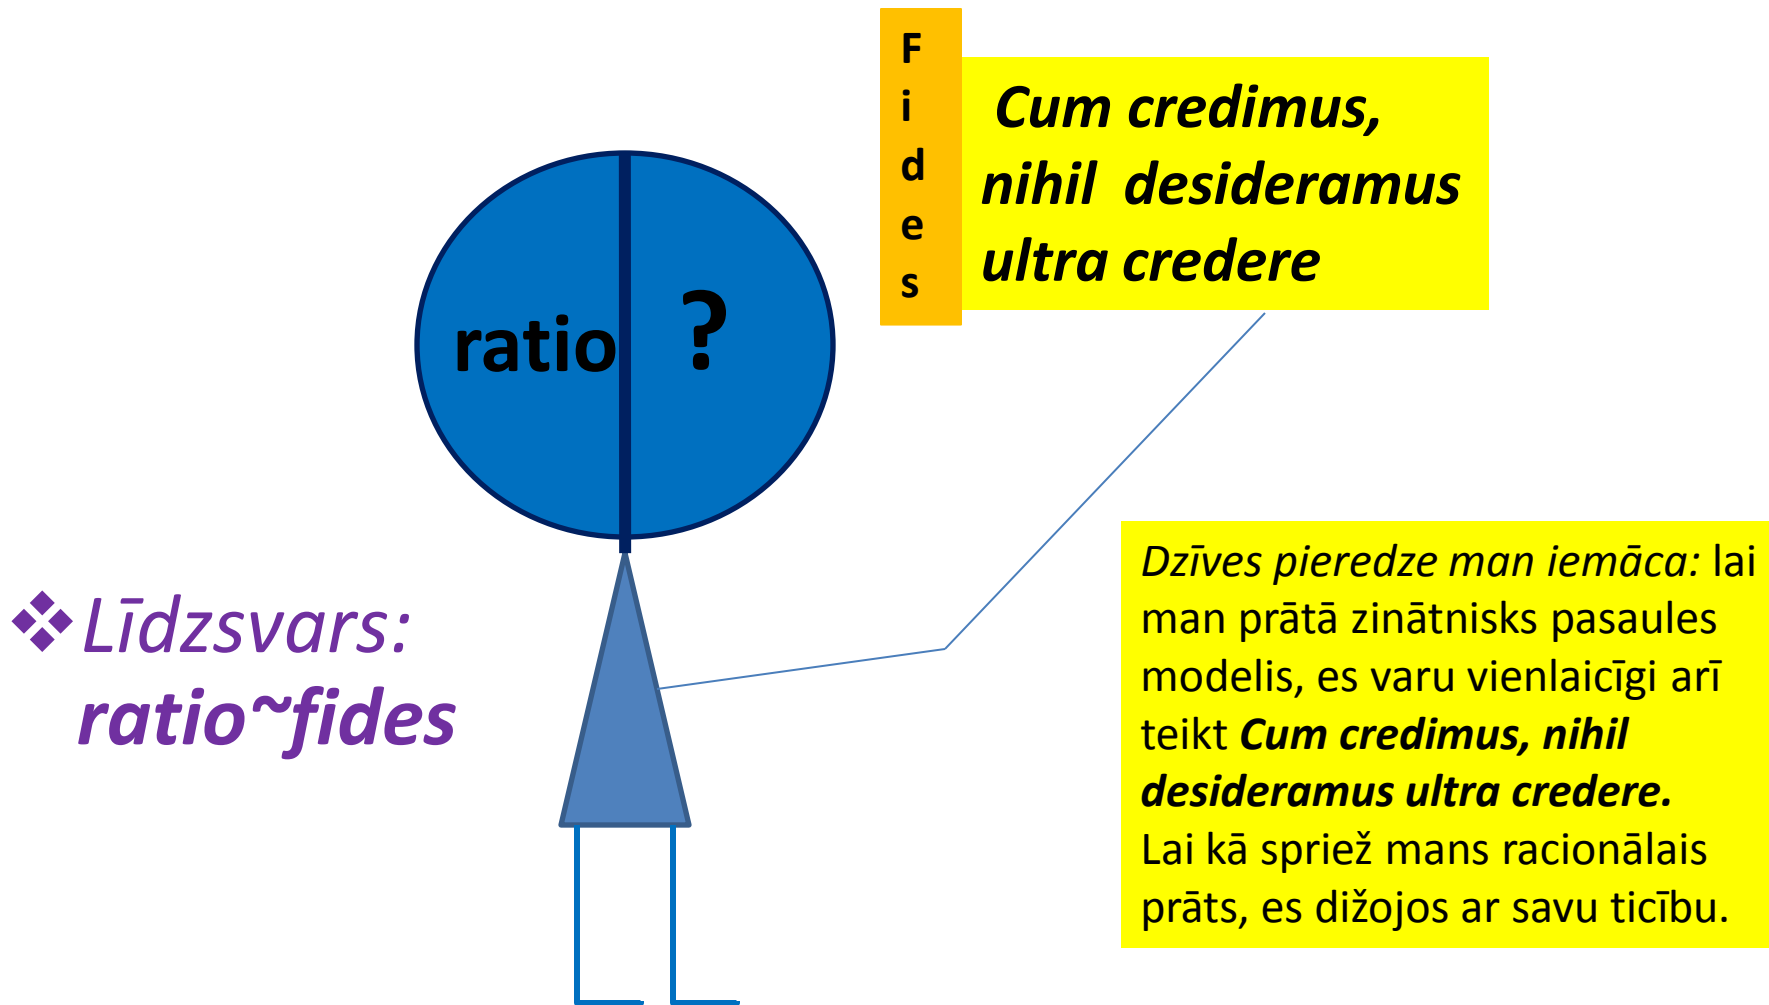 Fides
Cum credimus,
nihil desideramus
ultra credere
ratio
?
❖Līdzsvars:
ratio~fides
Dzīves pieredze man iemāca: lai
man prātā zinātnisks pasaules
modelis, es varu vienlaicīgi arī
teikt Cum credimus, nihil
desideramus ultra credere.
Lai kā spriež mans racionālais
prāts, es dižojos ar savu ticību.